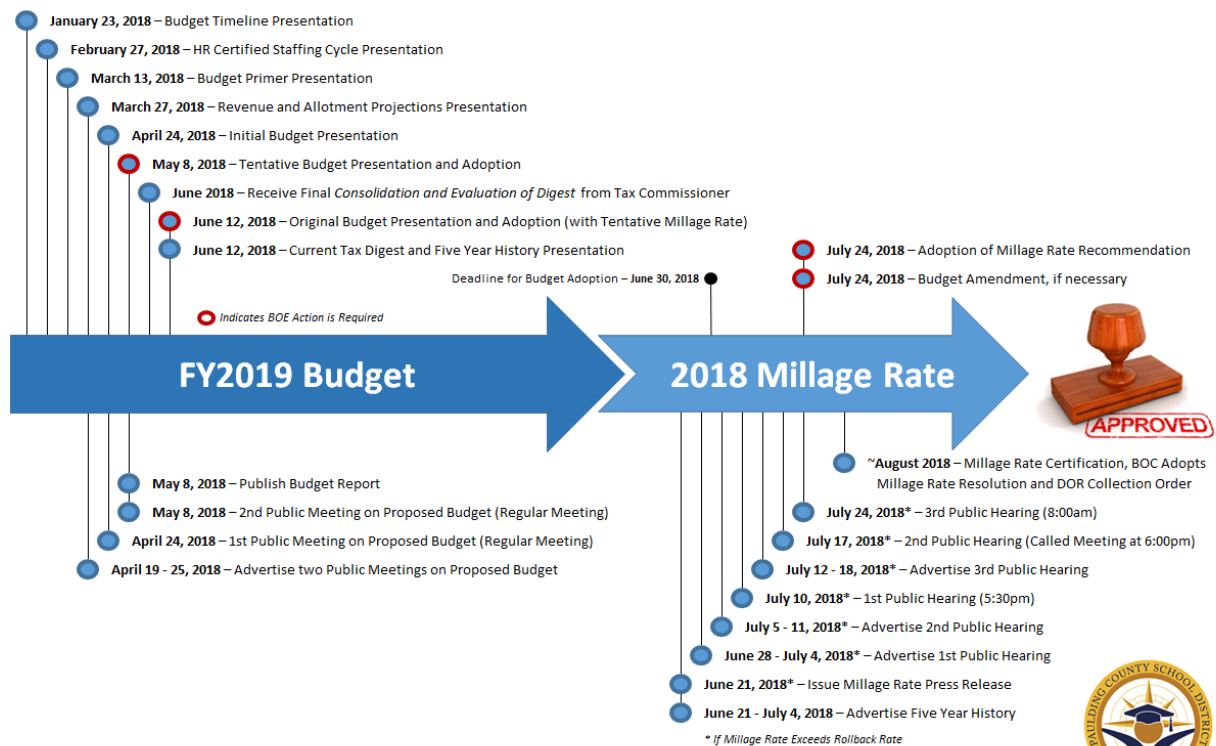 January 23, 2018 – Budget Timeline Presentation
February 27, 2018 – HR Certified Staffing Cycle Presentation
March 13, 2018 – Budget Primer Presentation
March 27, 2018 – Revenue and Allotment Projections Presentation
April 24, 2018 – Initial Budget Presentation
May 8, 2018 – Tentative Budget Presentation and Adoption
June 2018 – Receive Final Consolidation and Evaluation of Digest from Tax Commissioner
June 12, 2018 – Original Budget Presentation and Adoption (with Tentative Millage Rate)
June 12, 2018 – Current Tax Digest and Five Year History Presentation
July 24, 2018 – Adoption of Millage Rate Recommendation
Deadline for Budget Adoption – June 30, 2018
July 24, 2018 – Budget Amendment, if necessary
Indicates BOE Action is Required
FY2019 Budget
2018 Millage Rate
APPROVED
May 8, 2018 – Publish Budget Report
May 8, 2018 – 2nd Public Meeting on Proposed Budget (Regular Meeting)
April 24, 2018 – 1st Public Meeting on Proposed Budget (Regular Meeting)
April 19 - 25, 2018 – Advertise two Public Meetings on Proposed Budget
~August 2018 – Millage Rate Certification, BOC Adopts
Millage Rate Resolution and DOR Collection Order
July 24, 2018* – 3rd Public Hearing (8:00am)
July 17, 2018* – 2nd Public Hearing (Called Meeting at 6:00pm)
July 12 - 18, 2018* – Advertise 3rd Public Hearing
July 10, 2018* – 1st Public Hearing (5:30pm)
July 5 - 11, 2018* – Advertise 2nd Public Hearing
June 28 - July 4, 2018* – Advertise 1st Public Hearing
June 21, 2018* – Issue Millage Rate Press Release
June 21 - July 4, 2018 – Advertise Five Year History
* If Millage Rate Exceeds Rollback Rate
PAULDING COUNTY SCHOOL DISTRICT